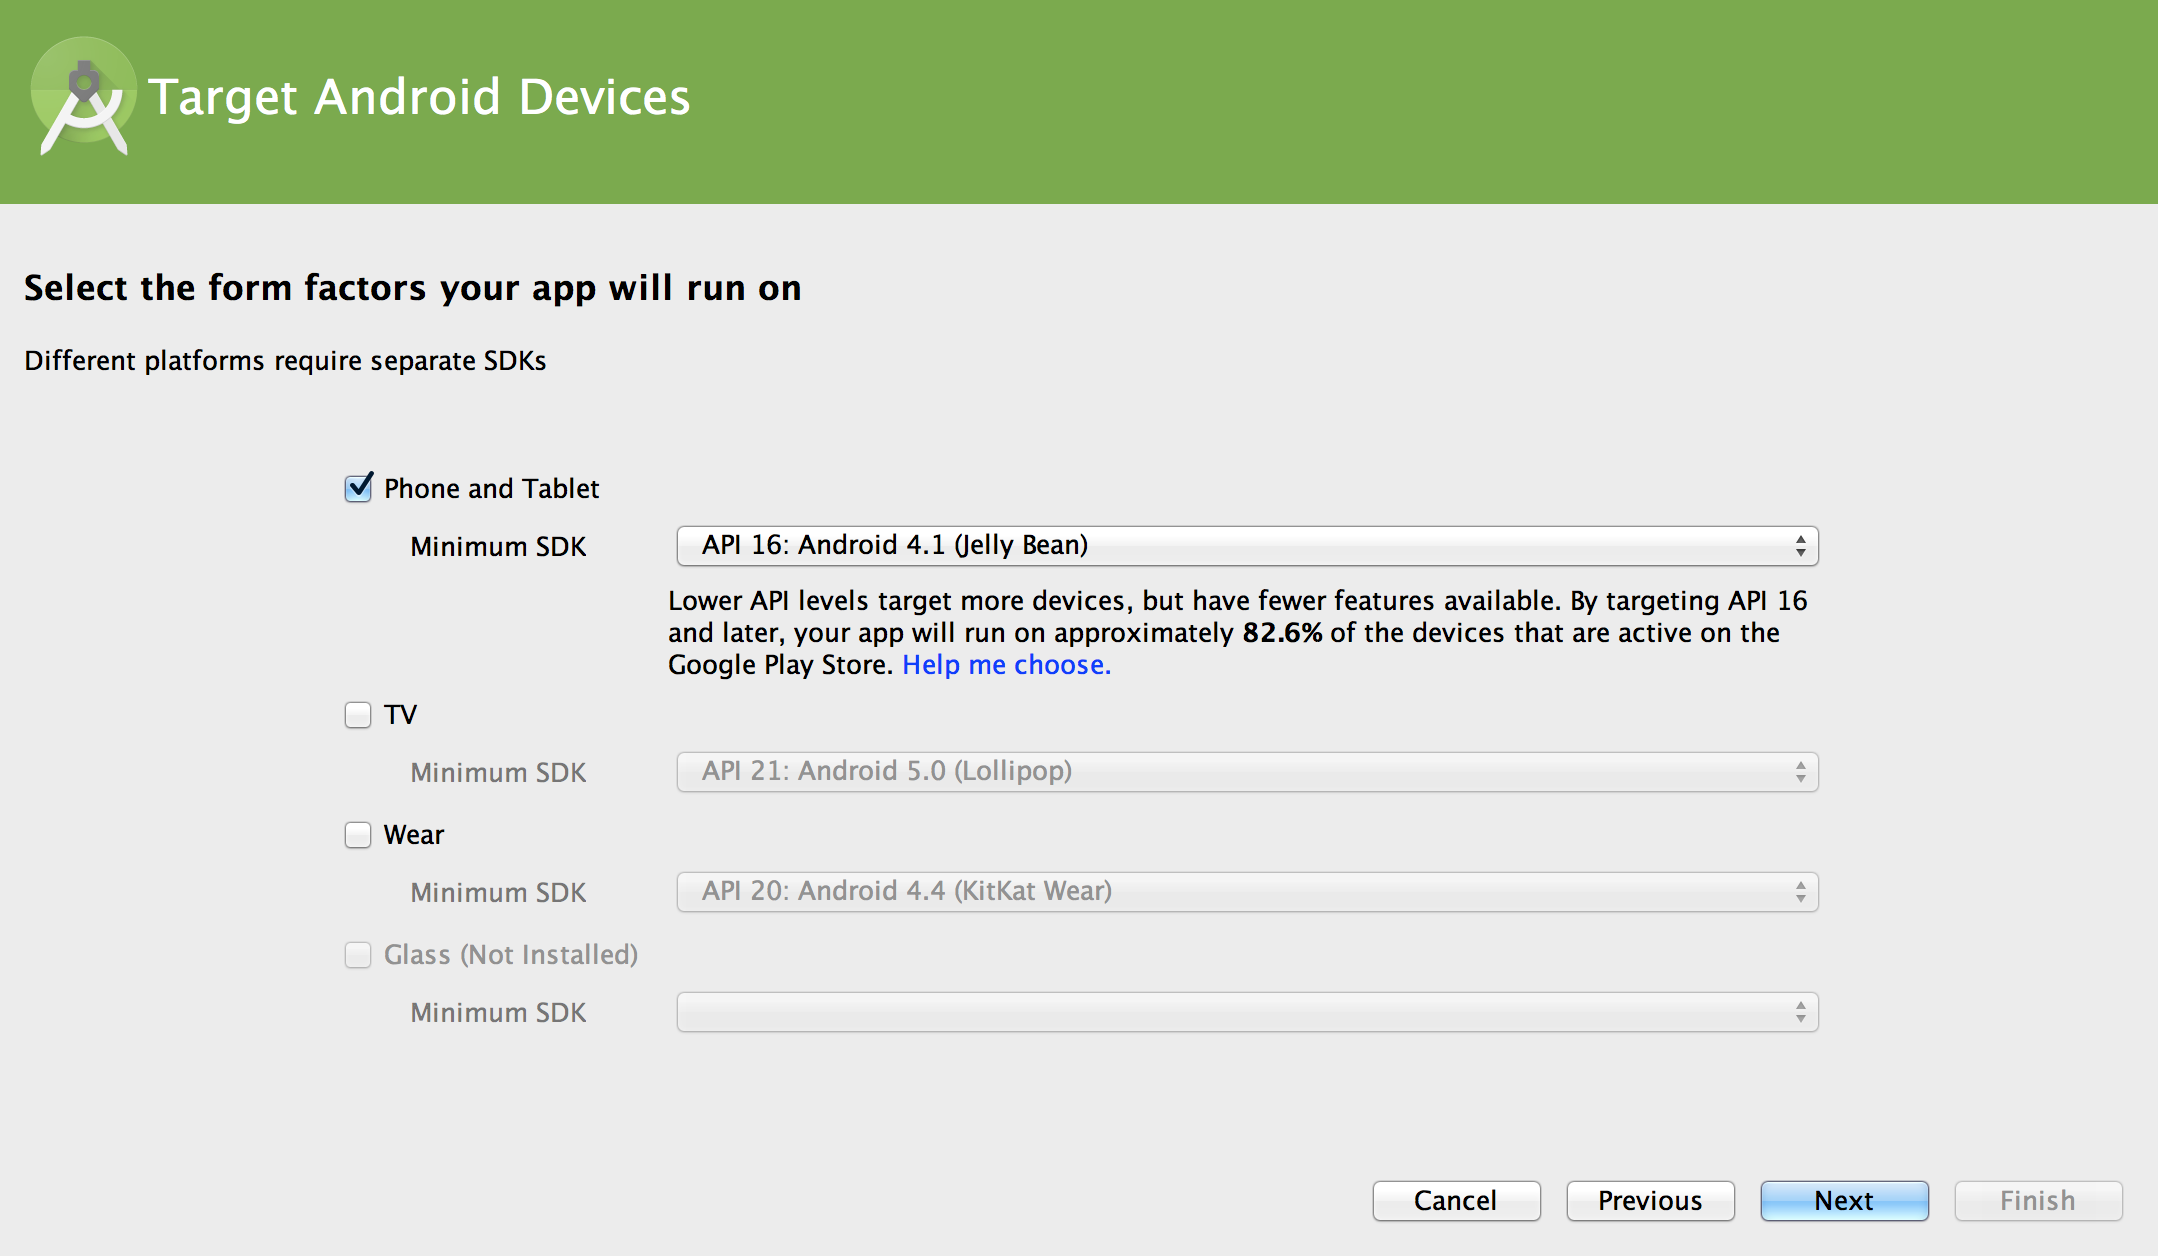 Target Android Devices
Select the form factors your app will run on
Different platforms require separate SDKs
Phone and Tablet
Minimum SDK
API 16: Android 4.1 (Jelly Bean)
Lower API levels target more devices, but have fewer features available. By targeting API 16
and later, your app will run on approximately 82.6% of the devices that are active on the
Google Play Store. Help me choose.
TV
Minimum SDK
API 21: Android 5.0 (Lollipop)
Wear
Minimum SDK
API 20: Android 4.4 (KitKat Wear)
Glass (Not Installed)
Minimum SDK
Cancel
Previous
Next
Finish